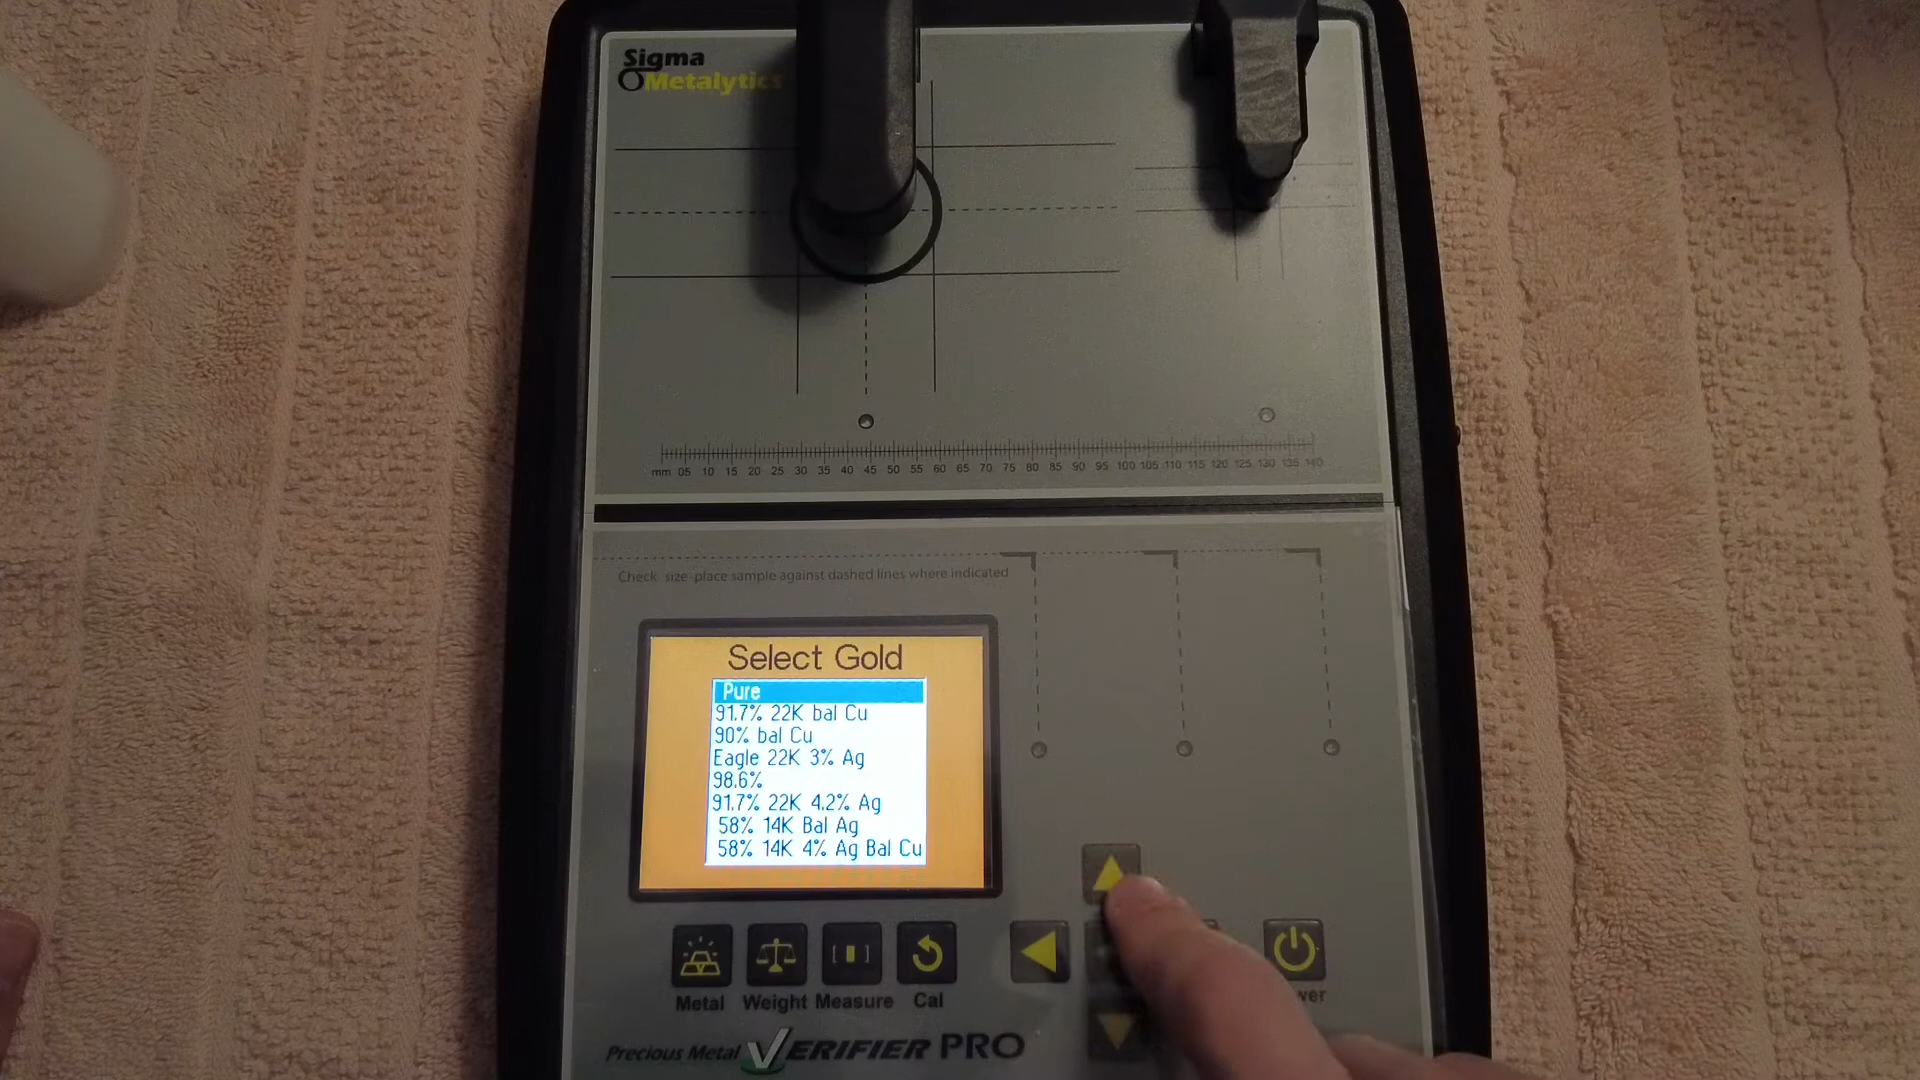 Sigma
Metalytics
mm 05 10 15 20 25 30 35 40 45 50 55 60 65 70 75 80 85 90 95 100 105 110 115 120 125 130 135 140
Check size-place sample against dashed lines where indicated
Select Gold
Pure
91.7% 22K bal Cu
90% bal Cu
Eagle 22K 3% Ag
98.6%
91.7% 22K 4.2% Ag
58% 14K Bal Ag
58% 14K 4% Ag Bal Cu
Metal Weight Measure Cal
Precious Metal VERIFIER PRO